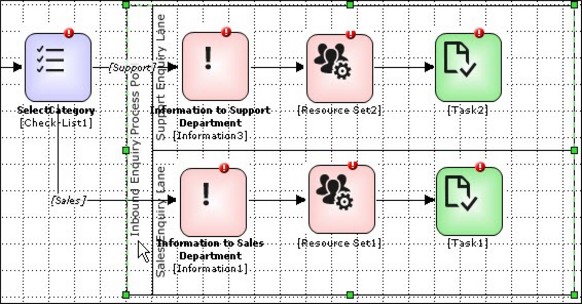 Select Category
[Check-List1]
[Support]
[Sales]
Inbound Enquiry Process Po
Support Enquiry Lane
Information to Support
Department
[Information3]
[Resource Set2]
[Task2]
Sales Enquiry Lane
Information to Sales
Department
[Information1]
[Resource Set1]
[Task1]